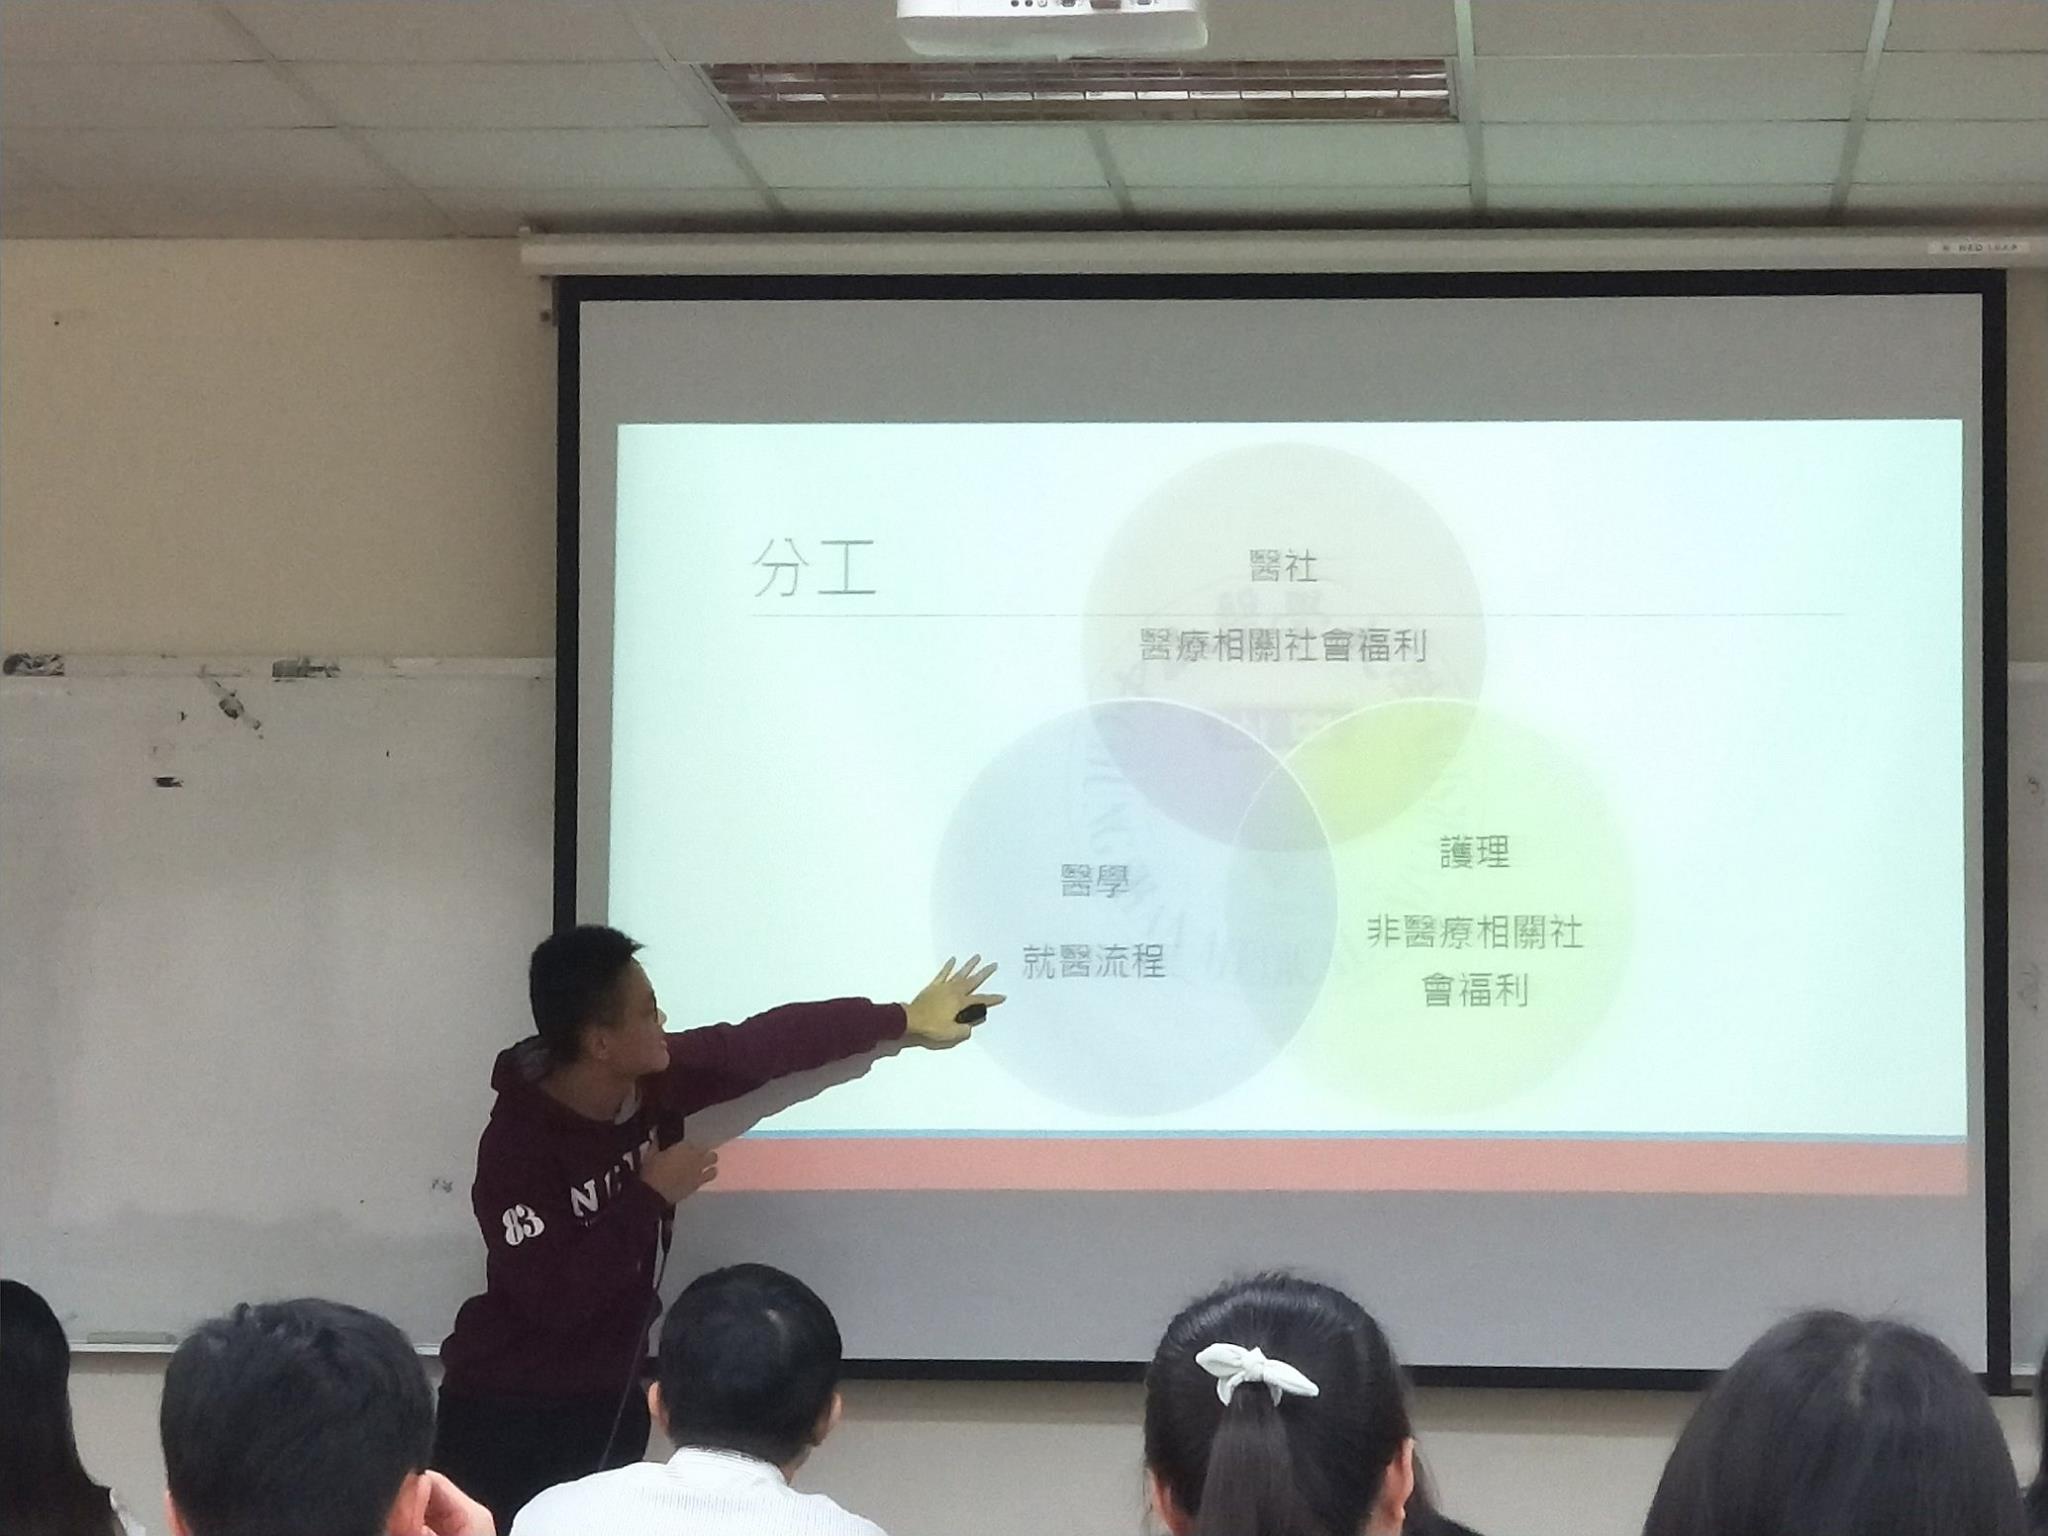 分工
醫社
醫療相關社會福利
醫學
就醫流程
護理
非醫療相關社
會福利
83